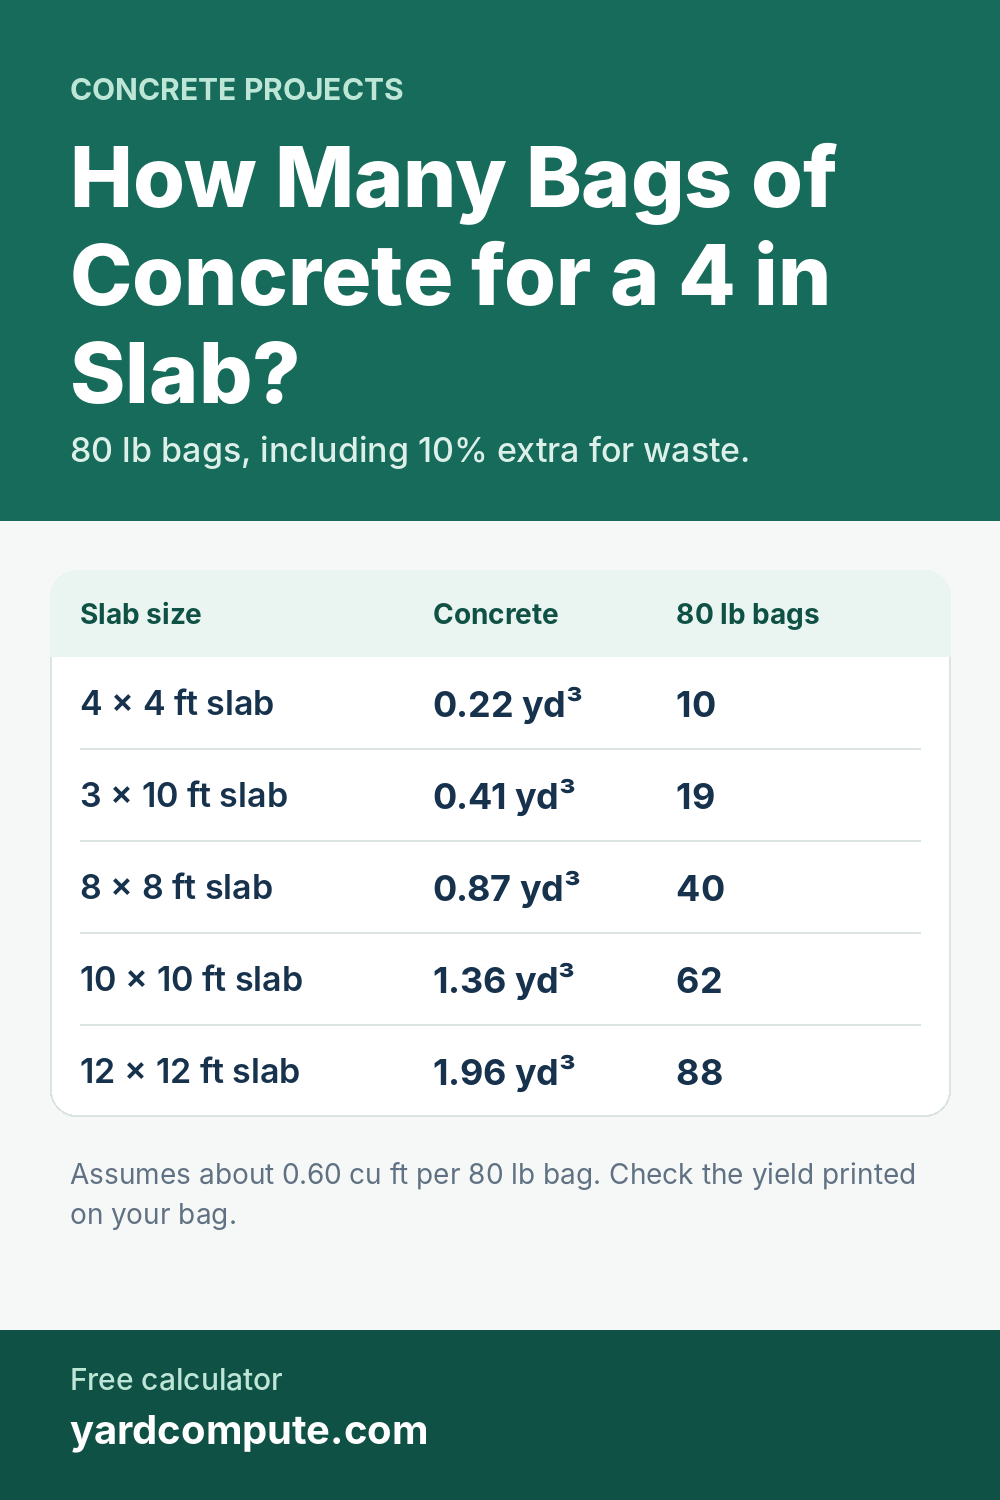 CONCRETE PROJECTS
How Many Bags of
Concrete for a 4 in
Slab?
80 lb bags, including 10% extra for waste.
Slab size Concrete 80 lb bags
4 × 4 ft slab 0.22 yd³ 10
3 × 10 ft slab 0.41 yd³ 19
8 × 8 ft slab 0.87 yd³ 40
10 × 10 ft slab 1.36 yd³ 62
12 × 12 ft slab 1.96 yd³ 88
Assumes about 0.60 cu ft per 80 lb bag. Check the yield printed
on your bag.
Free calculator
yardcompute.com